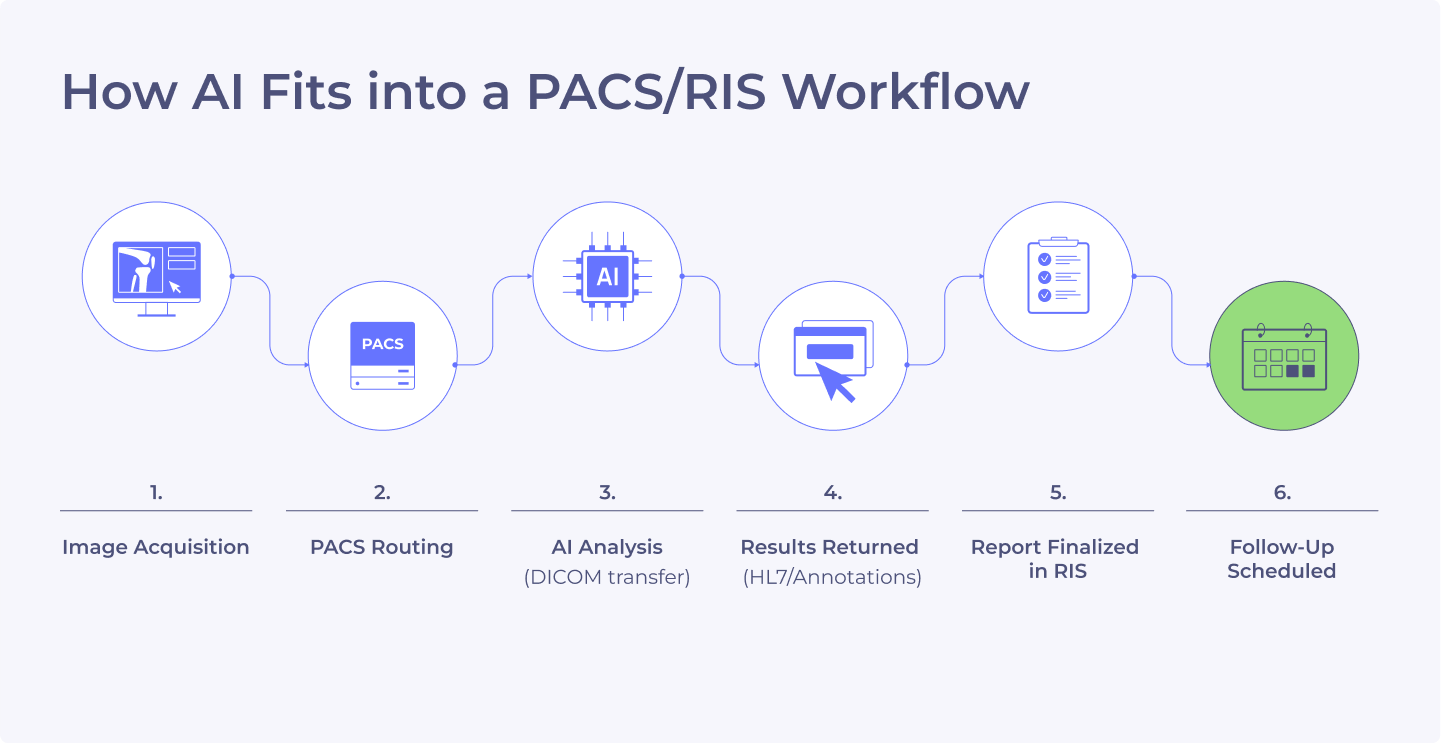 How AI Fits into a PACS/RIS Workflow
PACS
AI
1.
Image Acquisition
2.
PACS Routing
3.
AI Analysis
(DICOM transfer)
4.
Results Returned
(HL7/Annotations)
5.
Report Finalized
in RIS
6.
Follow-Up
Scheduled